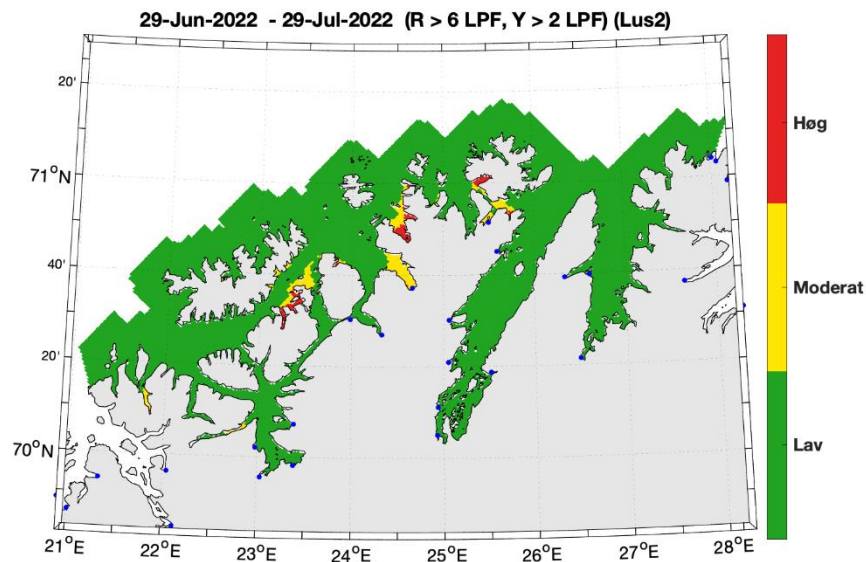 29-Jun-2022 - 29-Jul-2022 (R > 6 LPF, Y > 2 LPF) (Lus2)
20'
Høg
71°N
40'
Moderat
20'
70°N
Lav
21°E 22°E 23°E 24°E 25°E 26°E 27°E 28°E